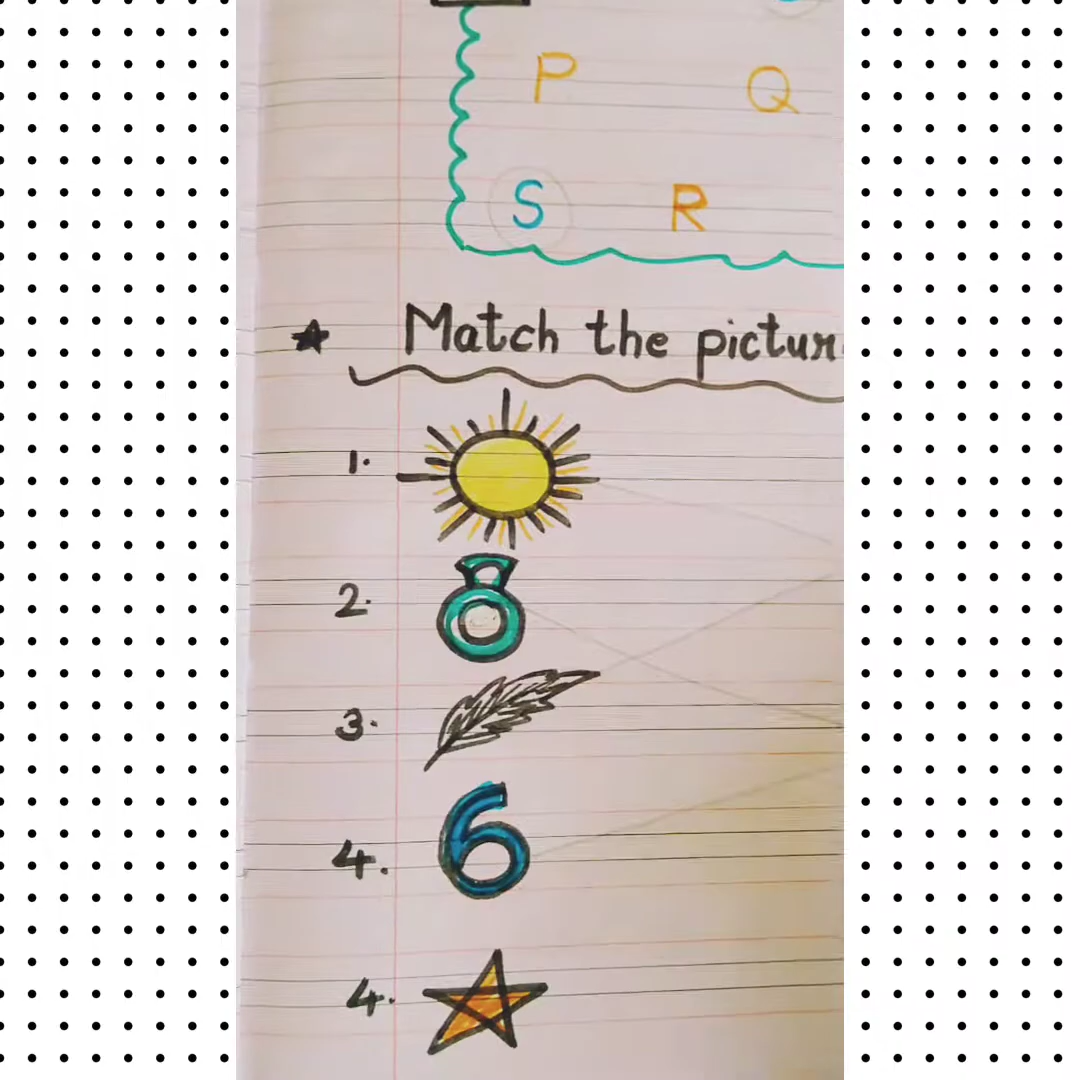 P Q
S R
★ Match the pictur
1.
2.
3.
4. 6
4.